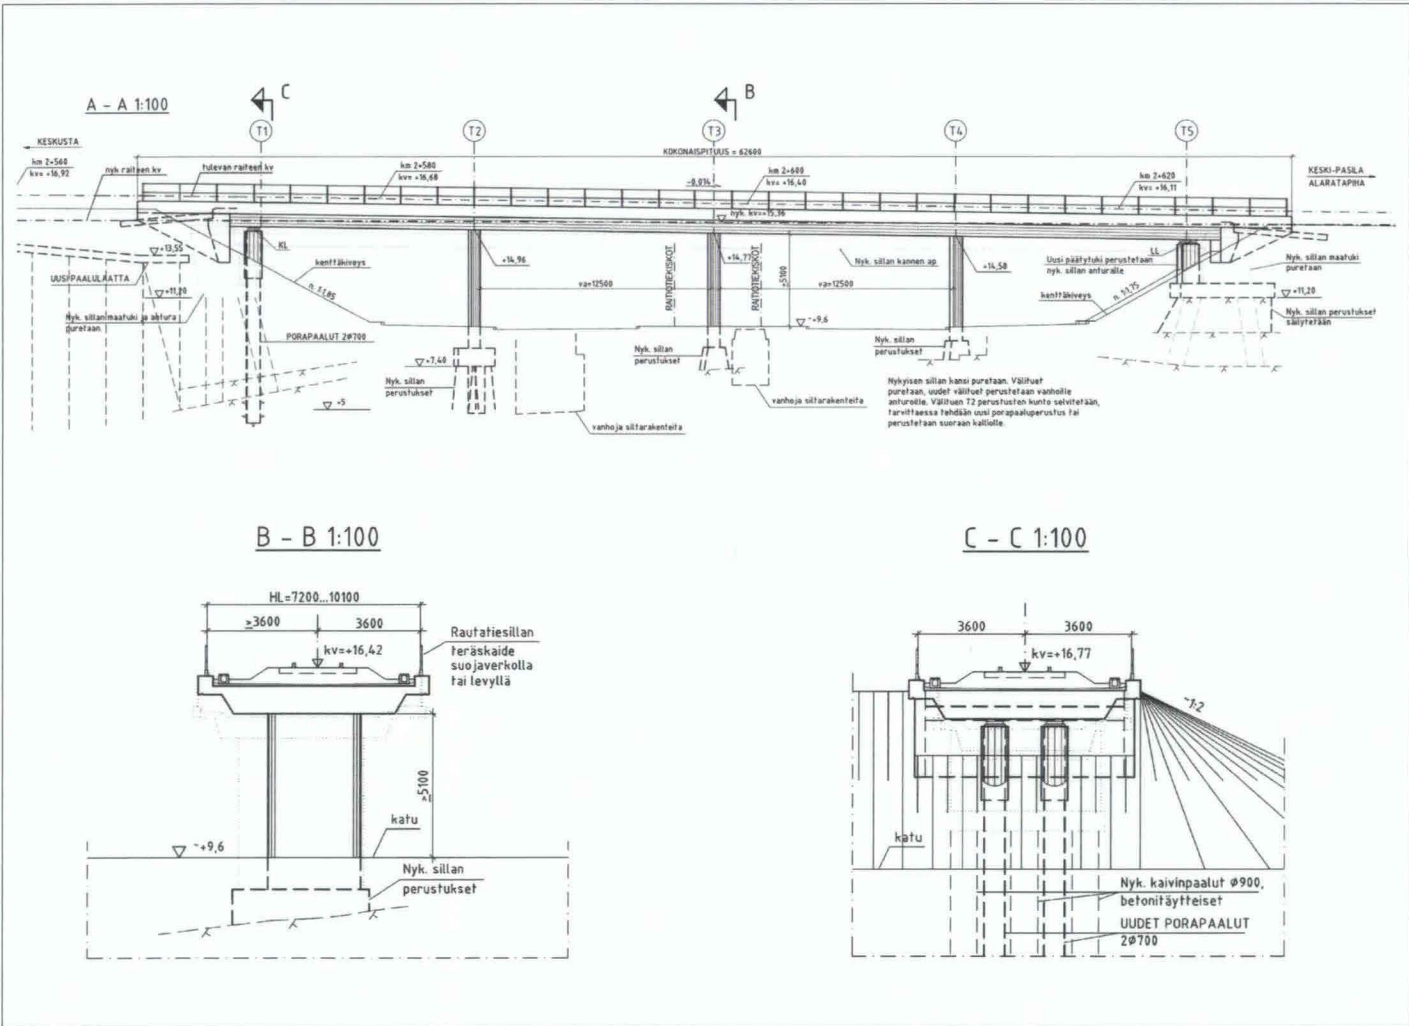 A - A 1:100
C
B
T1
T2
T3
T4
T5
KESKUSTA
km 2+560
kv= +16,92
nyk raiteen kv
tulevan raiteen kv
km 2+580
kv= +16,68
KOKONAISPITUUS = 62600
-0,014
km 2+600
kv= +16,40
nyk. kv=+15,36
km 2+620
kv= +16,11
KESKI-PASILA
ALARATAPIHA
+13,55
UUSI PAALULAATTA
+11,20
Nyk. sillan maatuki ja antura
puretaan.
KL
kenttäkiveys
n. 1:1,85
PORAPAALUT 2ø700
+5
+14,96
va=12500
RAITIOTIEKISKOT
+14,77
RAITIOTIEKISKOT
≥5100
va=12500
Nyk. sillan kannen ap
+14,58
~+9,6
LL
Uusi päätytuki perustetaan
nyk. sillan anturalle
kenttäkiveys
n. 1:1,75
Nyk. sillan maatuki
puretaan
+11,20
Nyk. sillan perustukset
säilytetään
+7,40
Nyk. sillan
perustukset
Nyk. sillan
perustukset
Nyk. sillan
perustukset
vanhoja siltarakenteita
vanhoja siltarakenteita
Nykyisen sillan kansi puretaan. Välituet
puretaan, uudet välituet perustetaan vanhoille
anturoille. Välituen T2 perustusten kunto selvitetään,
tarvittaessa tehdään uusi porapaaluperustus tai
perustetaan suoraan kalliolle.
B - B 1:100
HL=7200...10100
≥3600
3600
kv=+16,42
Rautatiesillan
teräskaide
suojaverkolla
tai levyllä
≥5100
katu
~+9,6
Nyk. sillan
perustukset
C - C 1:100
3600
3600
kv=+16,77
~1:2
katu
Nyk. kaivinpaalut ø900,
betonitäytteiset
UUDET PORAPAALUT
2ø700